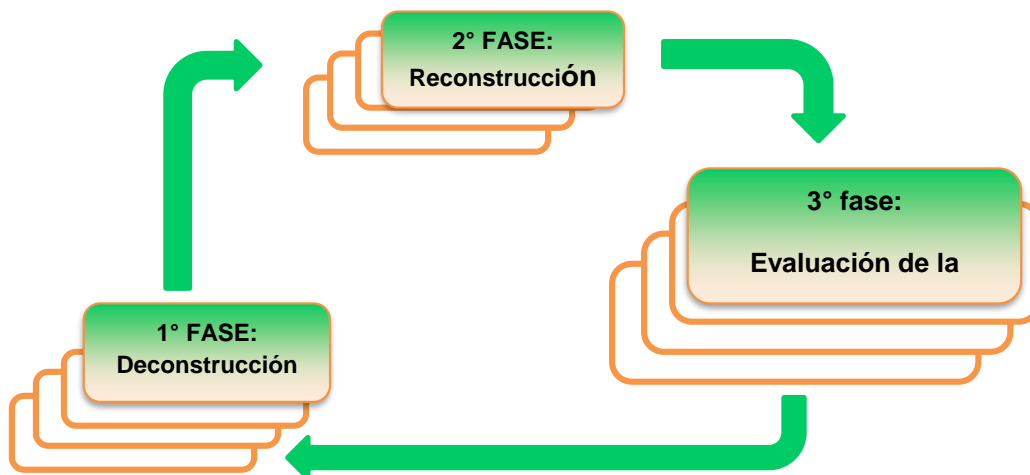 1° FASE:
Deconstrucción
2° FASE:
Reconstrucción
3° fase:
Evaluación de la